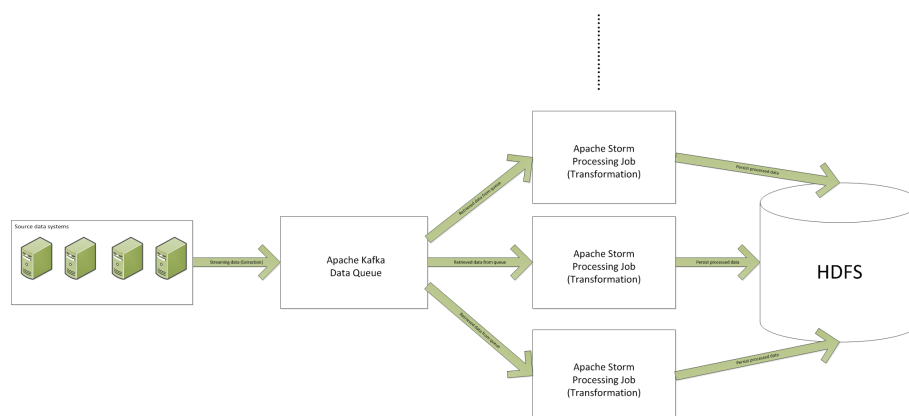 Source data systems
Streaming data (Extraction)
Apache Kafka
Data Queue
Retrieved data from queue
Retrieved data from queue
Retrieved data from queue
Apache Storm
Processing Job
(Transformation)
Apache Storm
Processing Job
(Transformation)
Apache Storm
Processing Job
(Transformation)
Persist processed data
Persist processed data
Persist processed data
HDFS